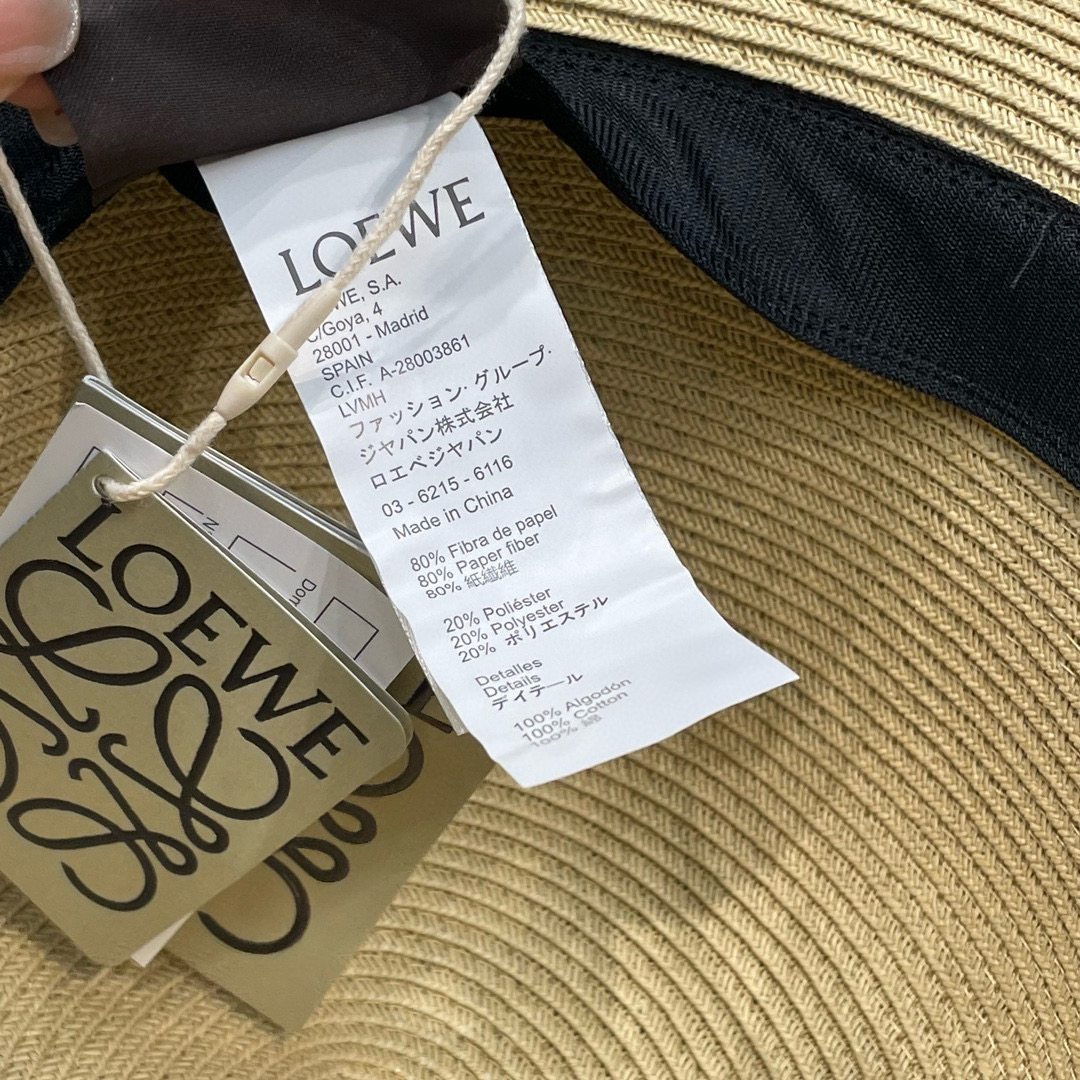 LOEWE
S.A.
C/Goya, 4
28001 - Madrid
SPAIN
C.I.F. A-28003861
LVMH
ファッション・グループ・
ジャパン株式会社
ロエベジャパン
03 - 6215 - 6116
Made in China
80% Fibra de papel
80% Paper fiber
80% 紙繊維
20% Poliéster
20% Polyester
20% ポリエステル
Detalles
Details
ディテール
100% Algodón
100% Cotton
100% 綿
LOEWE